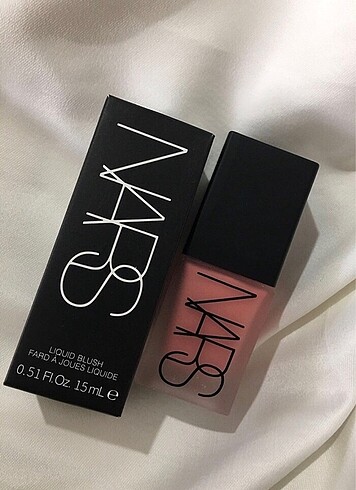 NARS
LIQUID BLUSH
FARD À JOUES LIQUIDE
0.51 Fl.Oz 15mL ℮
NARS